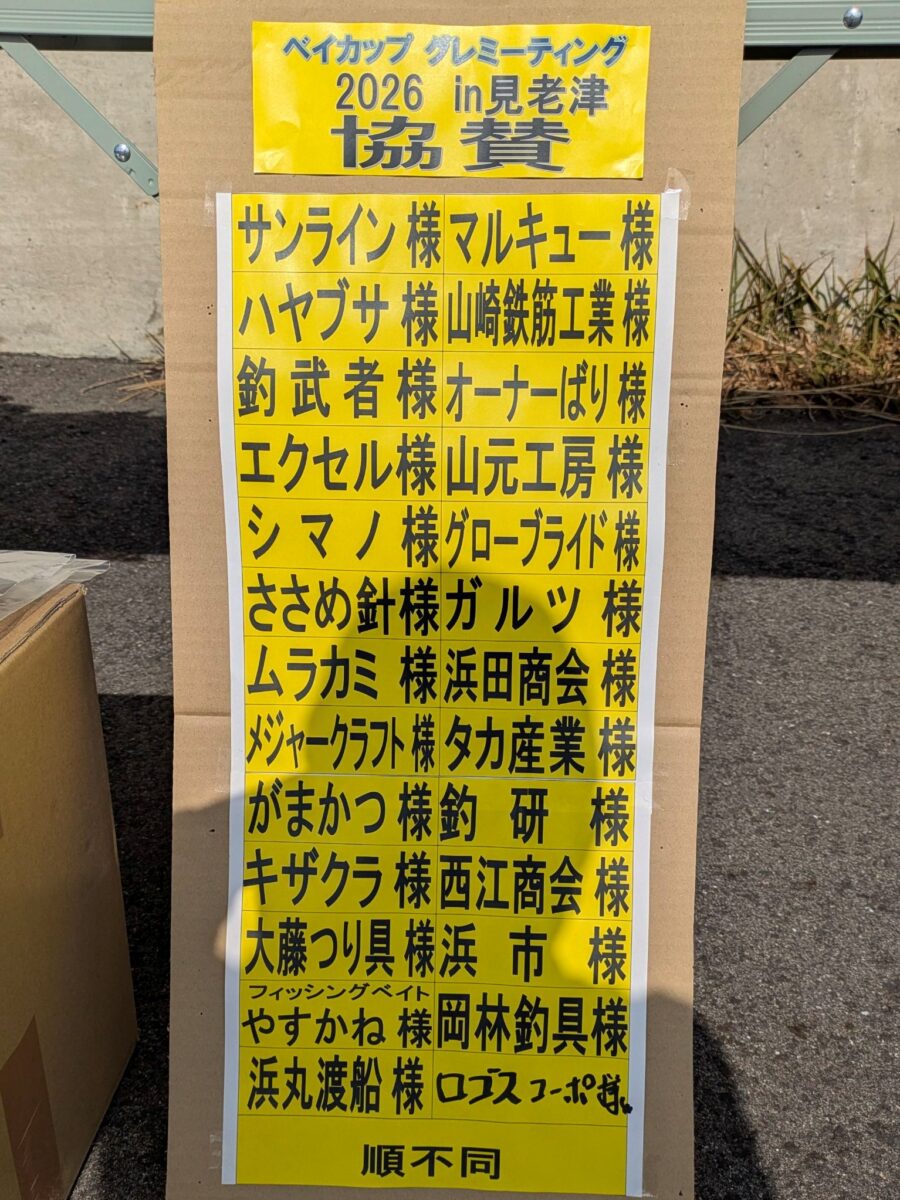 ベイカップ グレミーティング
2026 in見老津
協賛
サンライン 様 マルキュー 様
ハヤブサ 様 山崎鉄筋工業 様
釣武者 様 オーナーばり 様
エクセル 様 山元工房 様
シマノ 様 グローブライド 様
ささめ針 様 ガルツ 様
ムラカミ 様 浜田商会 様
メジャークラフト 様 タカ産業 様
がまかつ 様 釣研 様
キザクラ 様 西江商会 様
大藤つり具 様 浜市 様
フィッシングベイト
やすかね 様 岡林釣具 様
浜丸渡船 様 ロゴスコーポ様
順不同